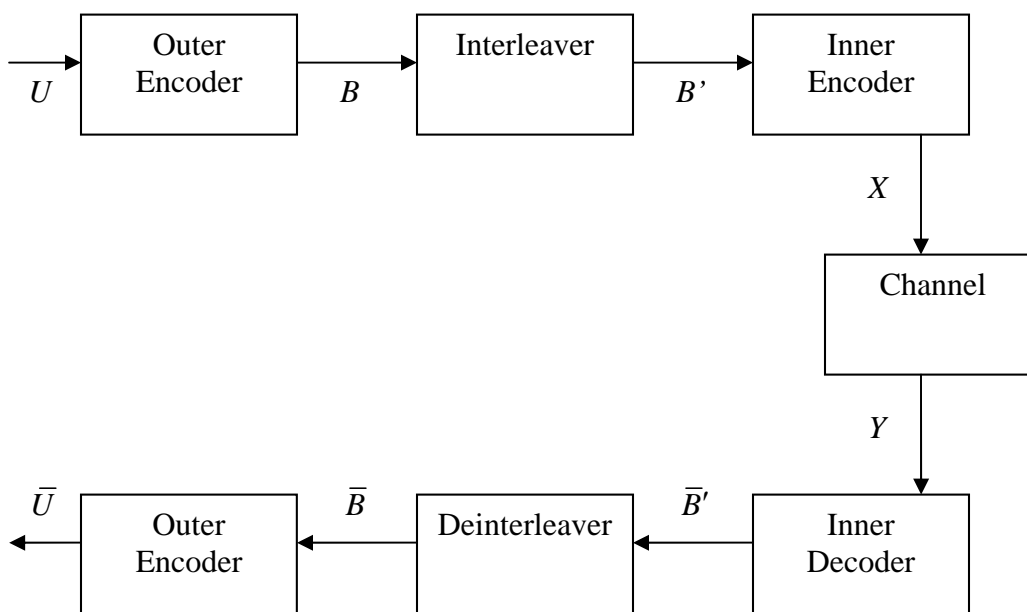 Outer
Encoder
Interleaver
Inner
Encoder
U
B
B’
X
Channel
Y
U̅
B̅
B̅′
Outer
Encoder
Deinterleaver
Inner
Decoder